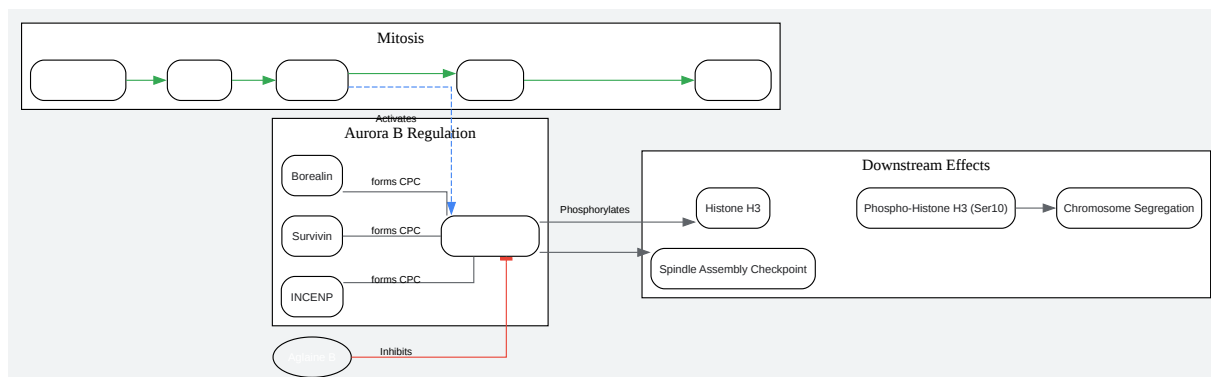 Mitosis
Activates
Aurora B Regulation
Borealin
forms CPC
Survivin
forms CPC
INCENP
forms CPC
Inhibits
Phosphorylates
Downstream Effects
Histone H3
Phospho-Histone H3 (Ser10)
Chromosome Segregation
Spindle Assembly Checkpoint